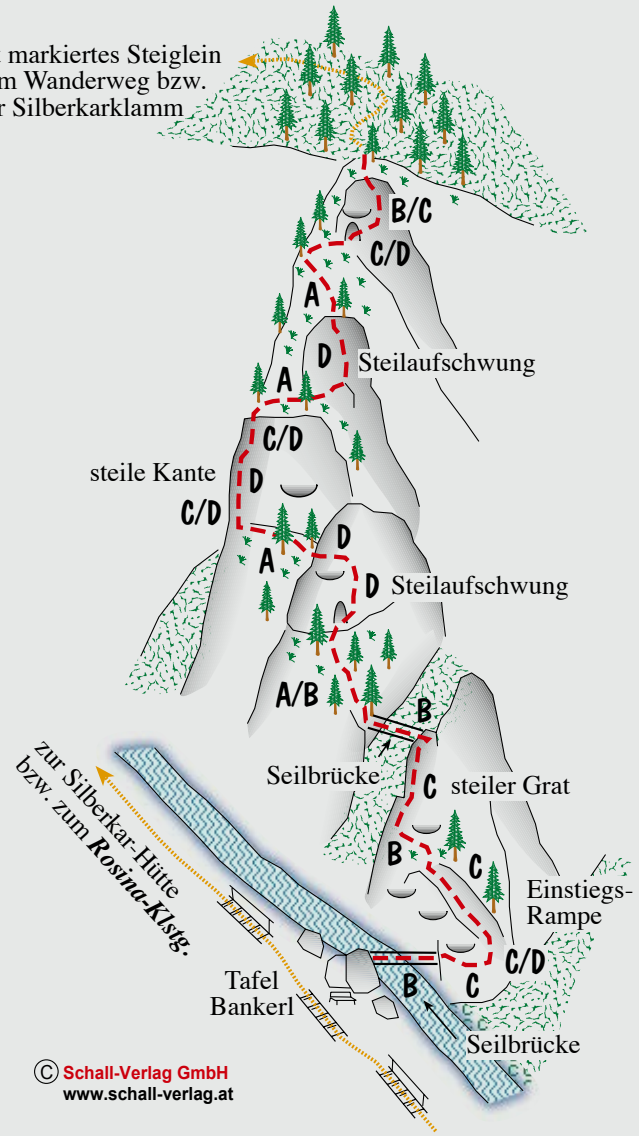 markiertes Steiglein
Wanderweg bzw.
Silberkarklamm
B/C
C/D
A
D
Steilaufschwung
A
C/D
steile Kante
D
C/D
D
A
D
Steilaufschwung
A/B
B
Seilbrücke
C
steiler Grat
zur Silberkar-Hütte
bzw. zum Rosina-Klstg.
B
C
Einstiegs-
Rampe
C/D
Tafel
Bankerl
B
C
Seilbrücke
© Schall-Verlag GmbH
www.schall-verlag.at